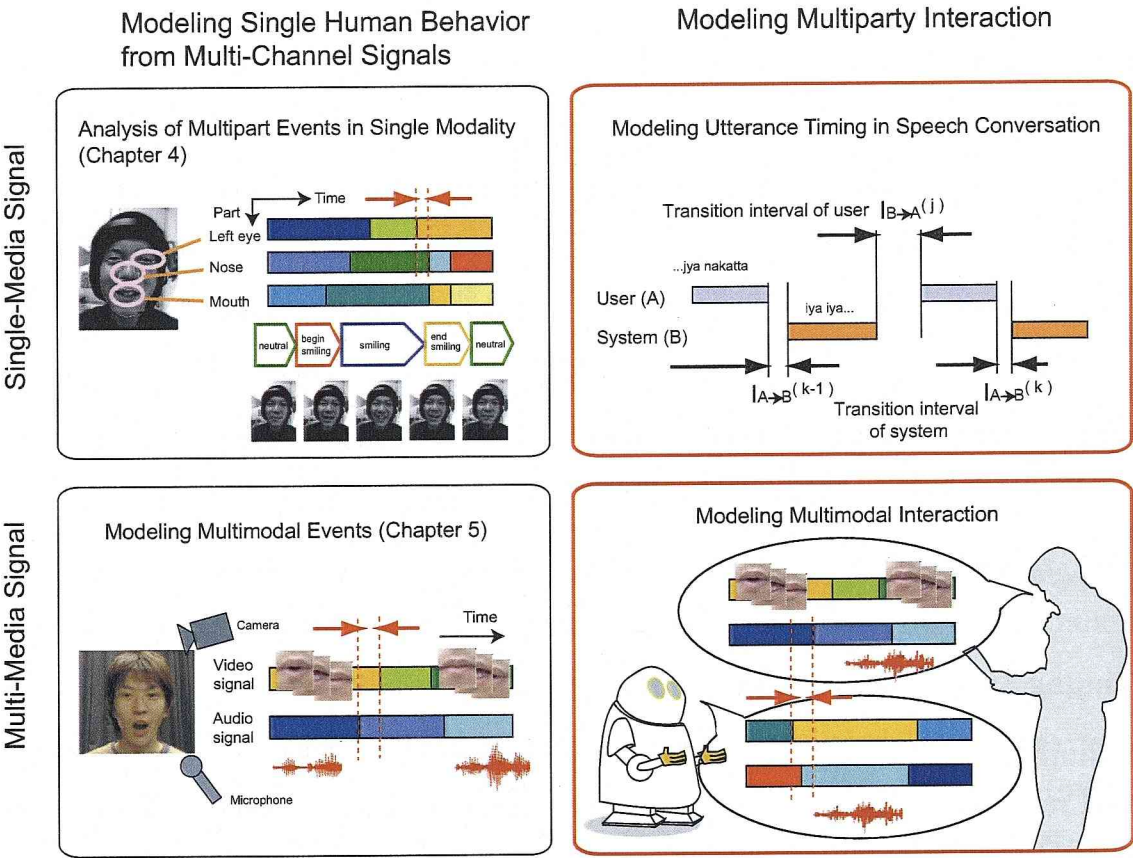 Modeling Single Human Behavior
from Multi-Channel Signals
Modeling Multiparty Interaction
Single-Media Signal
Analysis of Multipart Events in Single Modality
(Chapter 4)
Time
Part
Left eye
Nose
Mouth
neutral
begin
smiling
smiling
end
smiling
neutral
Modeling Utterance Timing in Speech Conversation
Transition interval of user I B→A (j)
...jya nakatta
User (A)
iya iya...
System (B)
I A→B (k-1)
I A→B (k)
Transition interval
of system
Multi-Media Signal
Modeling Multimodal Events (Chapter 5)
Camera
Time
Video
signal
Audio
signal
Microphone
Modeling Multimodal Interaction